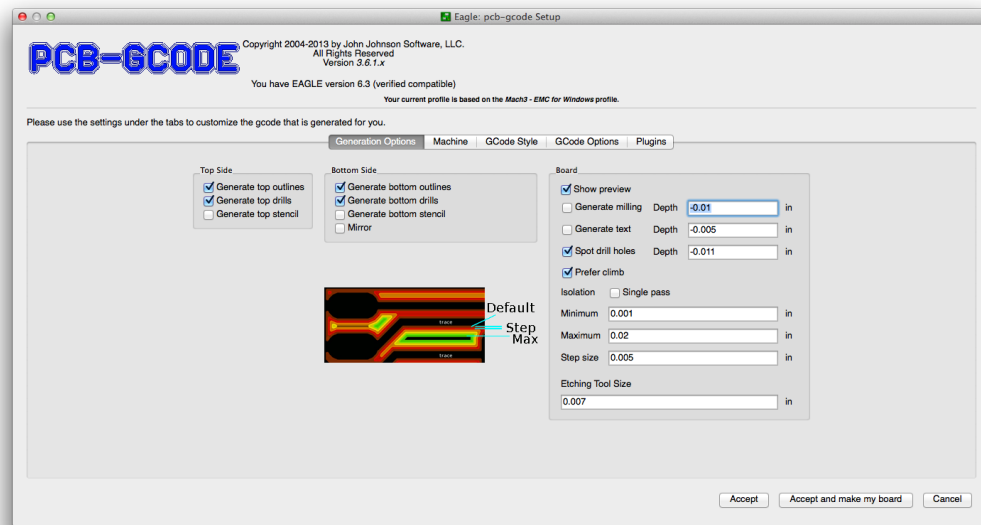 Eagle: pcb-gcode Setup
PCB-GCODE
Copyright 2004-2013 by John Johnson Software, LLC.
All Rights Reserved
Version 3.6.1.x
You have EAGLE version 6.3 (verified compatible)
Your current profile is based on the Mach3 - EMC for Windows profile.
Please use the settings under the tabs to customize the gcode that is generated for you.
Generation Options Machine GCode Style GCode Options Plugins
Top Side
Generate top outlines
Generate top drills
Generate top stencil
Bottom Side
Generate bottom outlines
Generate bottom drills
Generate bottom stencil
Mirror
Default
Step
Max
trace
trace
Board
Show preview
Generate milling Depth -0.01 in
Generate text Depth -0.005 in
Spot drill holes Depth -0.011 in
Prefer climb
Isolation Single pass
Minimum 0.001 in
Maximum 0.02 in
Step size 0.005 in
Etching Tool Size
0.007 in
Accept Accept and make my board Cancel